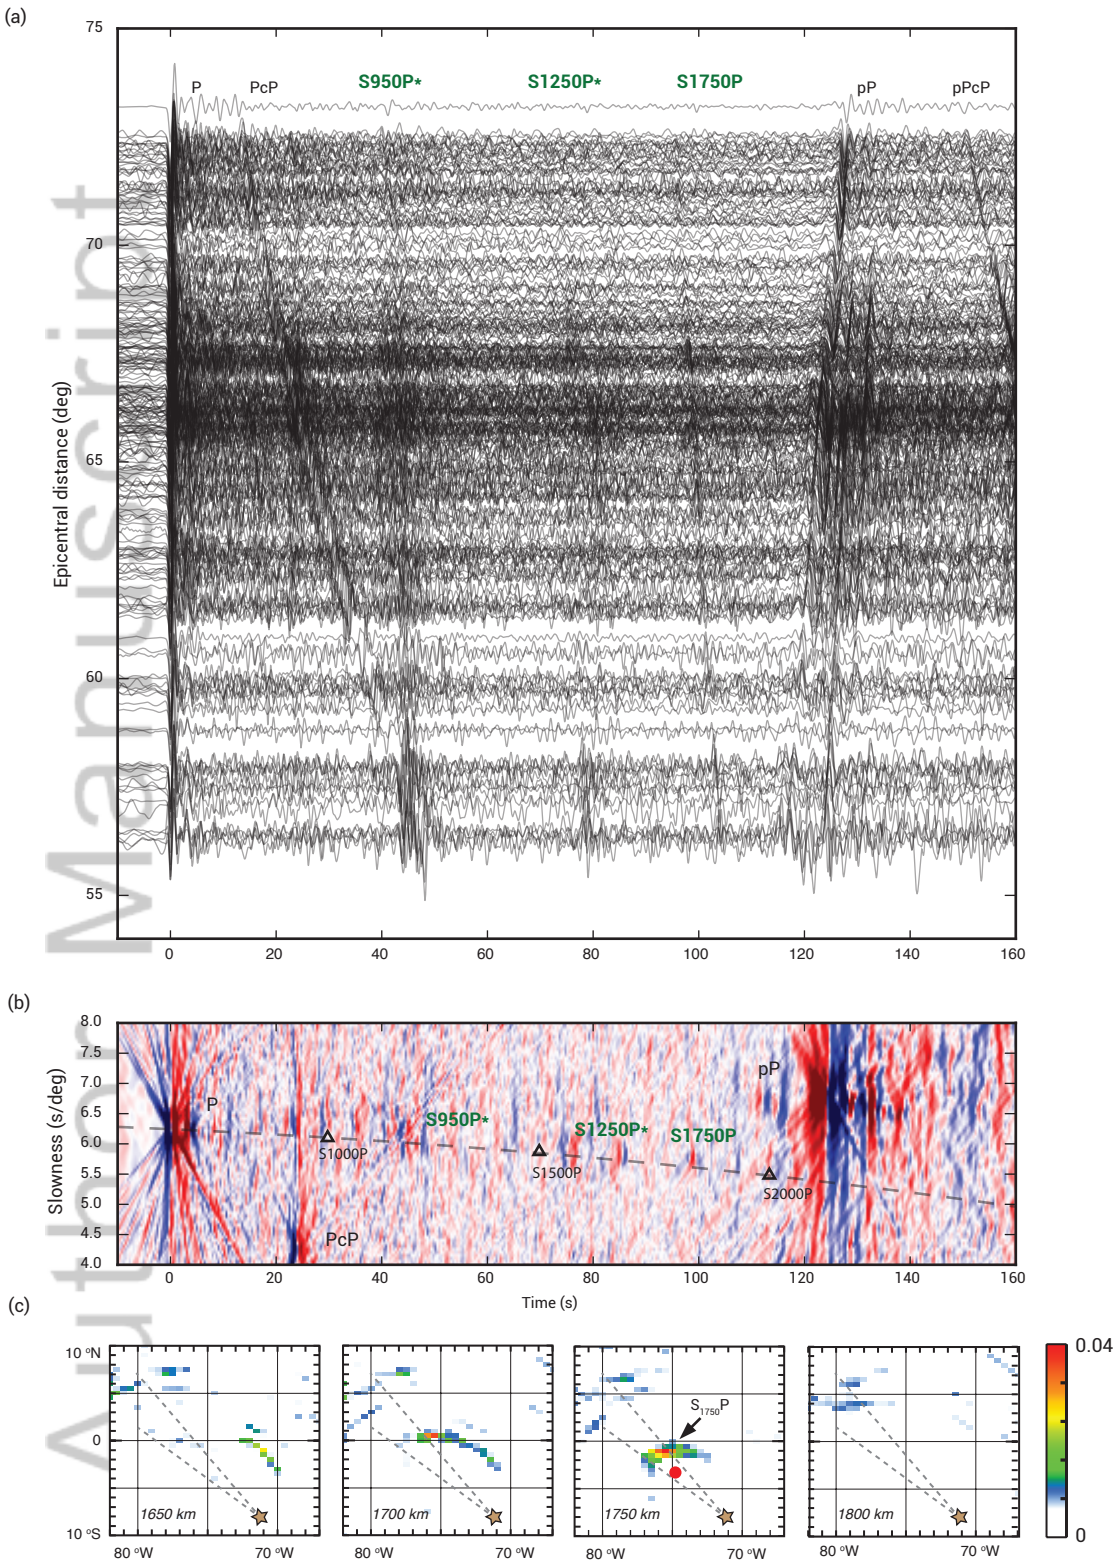 (a)
75
P
PcP
S950P*
S1250P*
S1750P
pP
pPcP
70
65
60
55
Epicentral distance (deg)
0
20
40
60
80
100
120
140
160
(b)
8.0
7.5
7.0
6.5
6.0
5.5
5.0
4.5
4.0
Slowness (s/deg)
P
S1000P
PcP
S950P*
S1500P
S1250P*
S1750P
pP
S2000P
0
20
40
60
80
100
120
140
160
Time (s)
(c)
10 °N
0
10 °S
1650 km
1700 km
S1750P
1750 km
1800 km
80 °W
70 °W
80 °W
70 °W
80 °W
70 °W
80 °W
70 °W
0.04
0
Author Manuscript